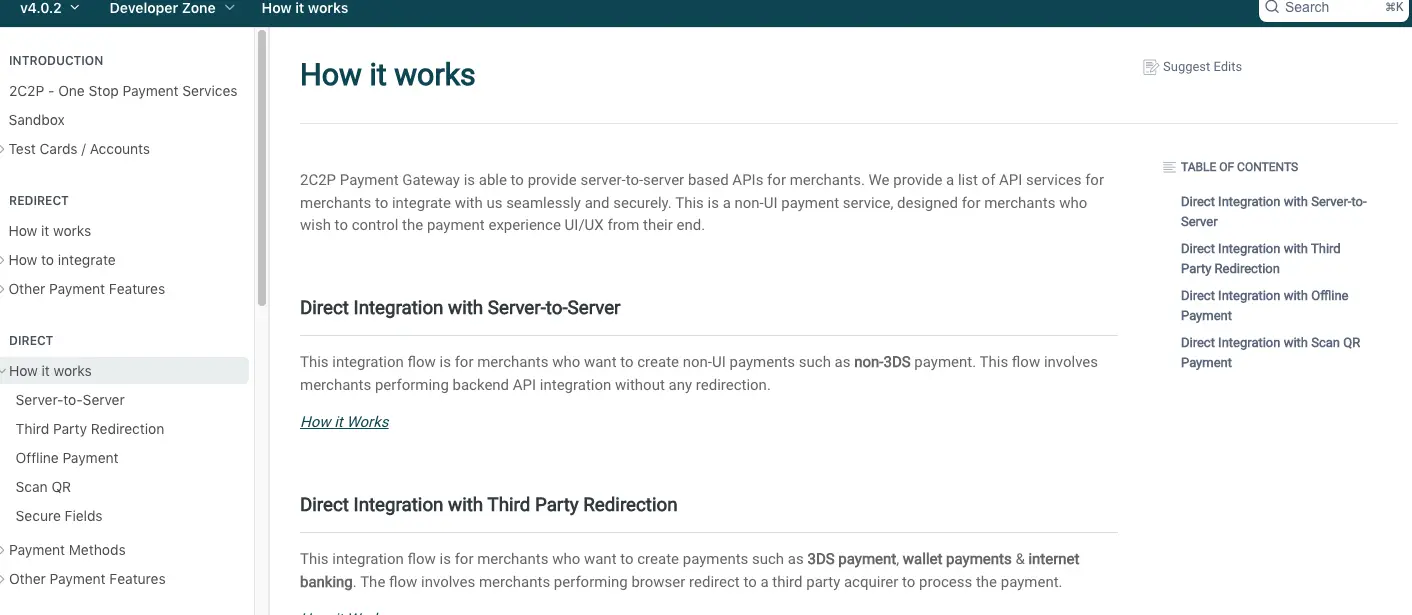 v4.0.2 Developer Zone How it works Search ⌘K
INTRODUCTION
2C2P - One Stop Payment Services
Sandbox
Test Cards / Accounts
REDIRECT
How it works
How to integrate
Other Payment Features
DIRECT
How it works
Server-to-Server
Third Party Redirection
Offline Payment
Scan QR
Secure Fields
Payment Methods
Other Payment Features
How it works
Suggest Edits
2C2P Payment Gateway is able to provide server-to-server based APIs for merchants. We provide a list of API services for
merchants to integrate with us seamlessly and securely. This is a non-UI payment service, designed for merchants who
wish to control the payment experience UI/UX from their end.
Direct Integration with Server-to-Server
This integration flow is for merchants who want to create non-UI payments such as non-3DS payment. This flow involves
merchants performing backend API integration without any redirection.
How it Works
Direct Integration with Third Party Redirection
This integration flow is for merchants who want to create payments such as 3DS payment, wallet payments & internet
banking. The flow involves merchants performing browser redirect to a third party acquirer to process the payment.
TABLE OF CONTENTS
Direct Integration with Server-to-
Server
Direct Integration with Third
Party Redirection
Direct Integration with Offline
Payment
Direct Integration with Scan QR
Payment